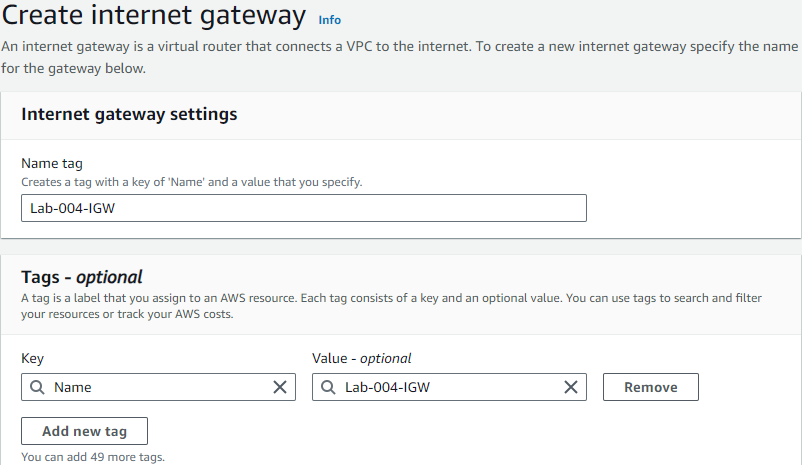 Create internet gateway Info
An internet gateway is a virtual router that connects a VPC to the internet. To create a new internet gateway specify the name
for the gateway below.
Internet gateway settings
Name tag
Creates a tag with a key of 'Name' and a value that you specify.
Lab-004-IGW
Tags - optional
A tag is a label that you assign to an AWS resource. Each tag consists of a key and an optional value. You can use tags to search and filter
your resources or track your AWS costs.
Key Value - optional
Name Lab-004-IGW Remove
Add new tag
You can add 49 more tags.